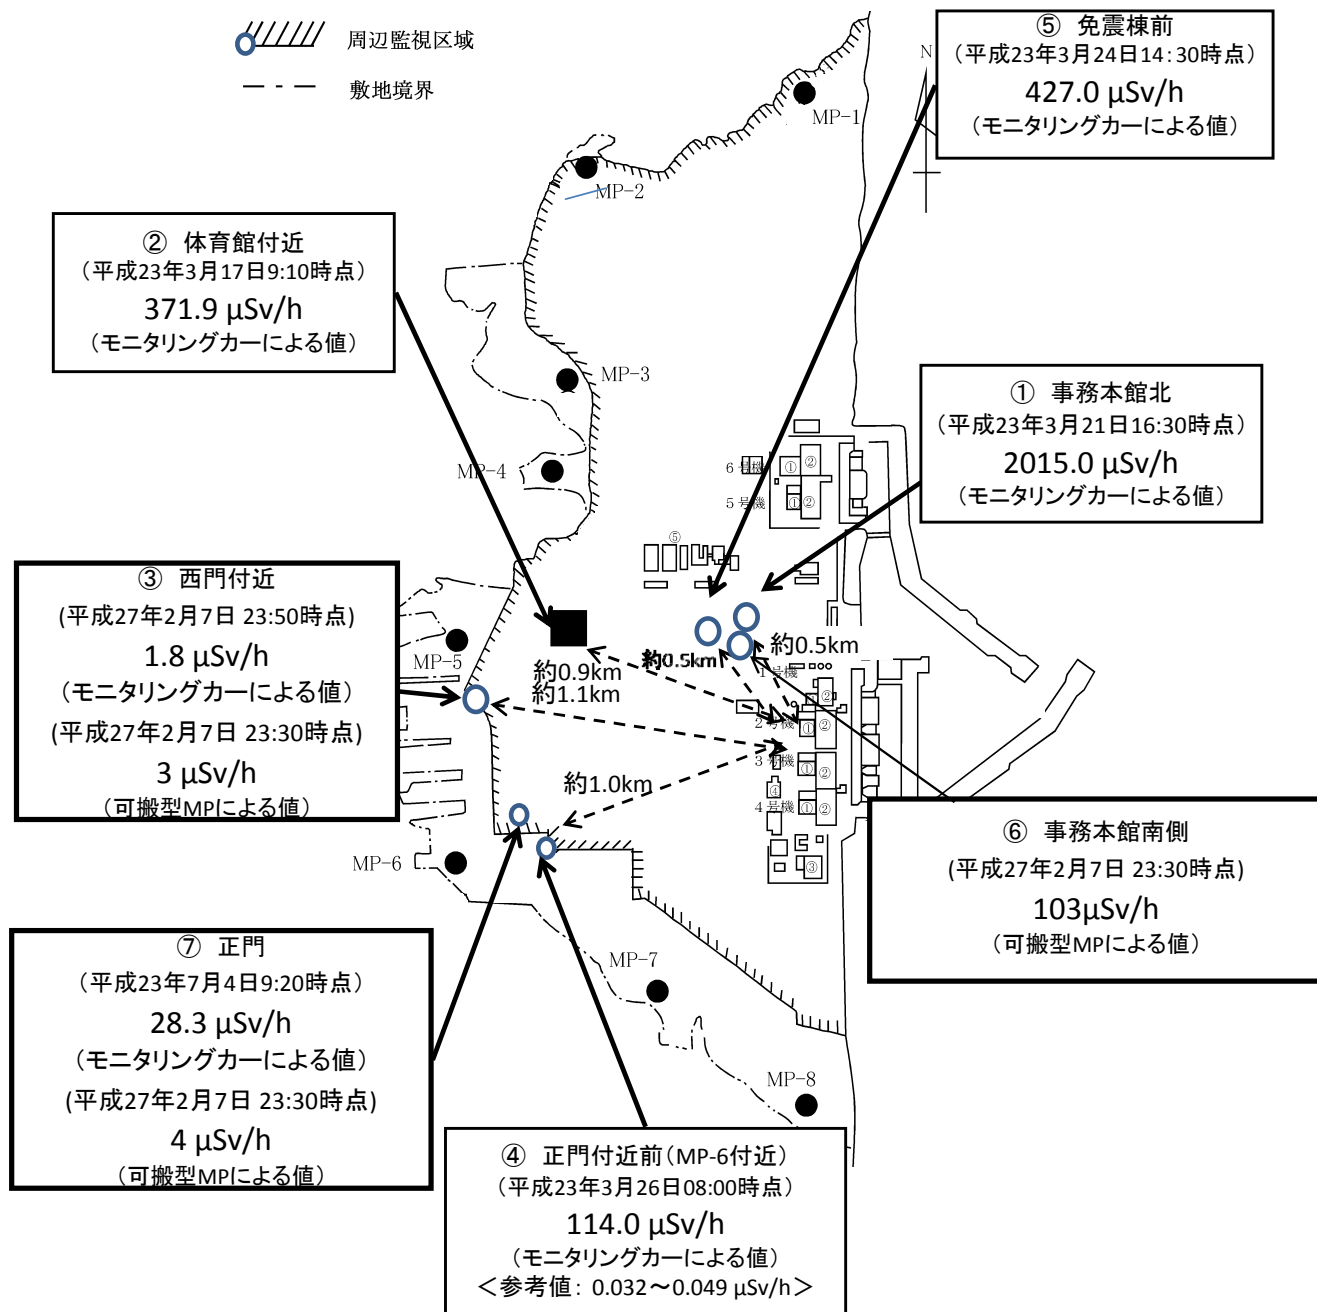 周辺監視区域
敷地境界
⑤ 免震棟前
（平成23年3月24日14:30時点）
427.0 μSv/h
（モニタリングカーによる値）
N
MP-1
MP-2
② 体育館付近
（平成23年3月17日9:10時点）
371.9 μSv/h
（モニタリングカーによる値）
MP-3
① 事務本館北
（平成23年3月21日16:30時点）
2015.0 μSv/h
（モニタリングカーによる値）
MP-4
6号機
①
②
5号機
①
②
⑤
③ 西門付近
(平成27年2月7日 23:50時点)
1.8 μSv/h
（モニタリングカーによる値）
(平成27年2月7日 23:30時点)
3 μSv/h
（可搬型MPによる値）
MP-5
約0.9km
約1.1km
約0.5km
約0.5km
1号機
②
2号機
①
②
3号機
①
②
約1.0km
④
4号機
①
②
③
MP-6
⑥ 事務本館南側
(平成27年2月7日 23:30時点)
103μSv/h
（可搬型MPによる値）
⑦ 正門
（平成23年7月4日9:20時点）
28.3 μSv/h
（モニタリングカーによる値）
(平成27年2月7日 23:30時点)
4 μSv/h
（可搬型MPによる値）
MP-7
MP-8
④ 正門付近前（MP-6付近）
（平成23年3月26日08:00時点）
114.0 μSv/h
（モニタリングカーによる値）
＜参考値：0.032～0.049 μSv/h＞